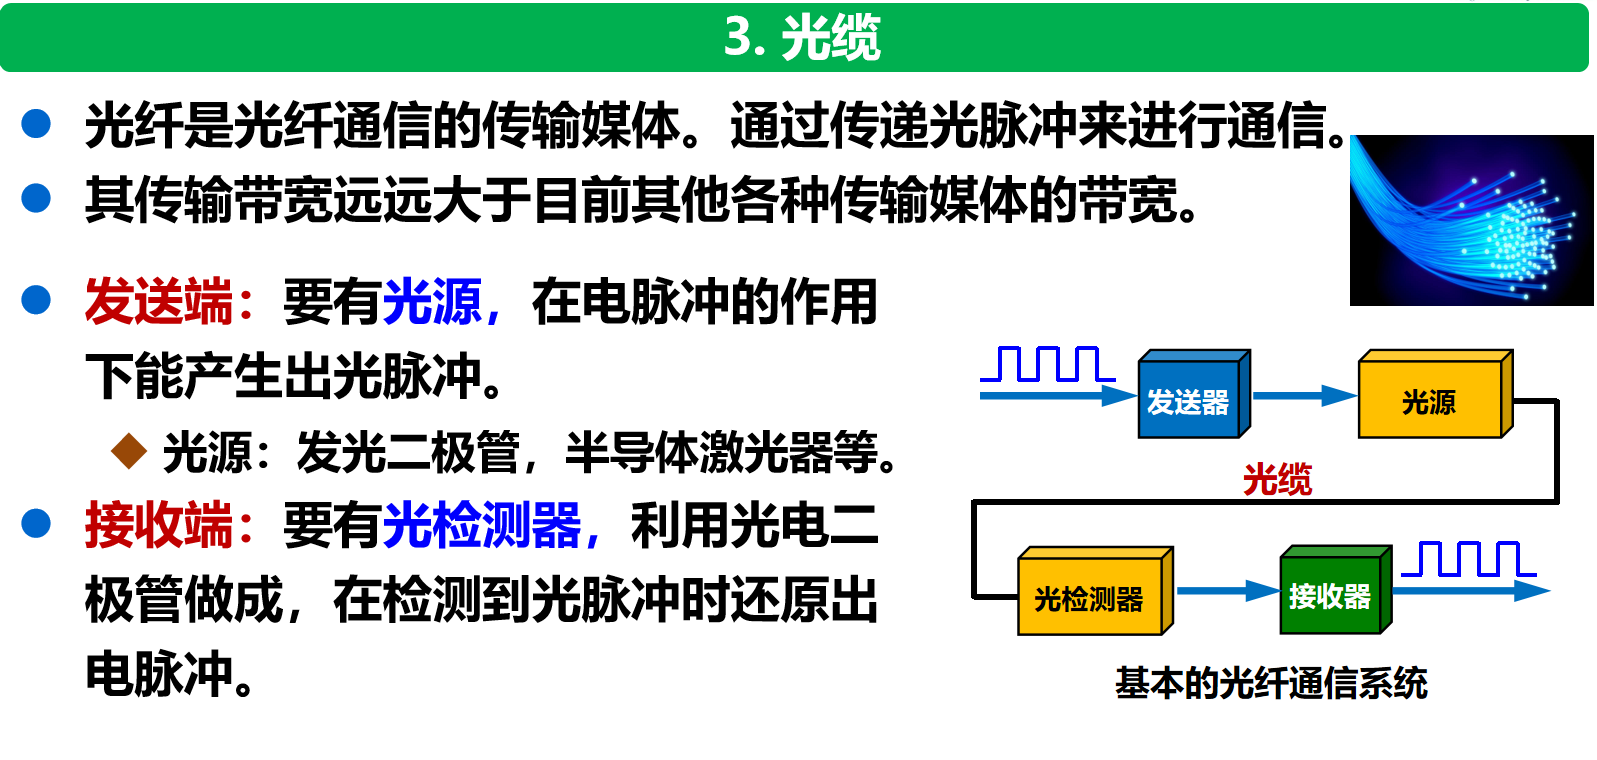 3. 光缆
光纤是光纤通信的传输媒体。通过传递光脉冲来进行通信。
其传输带宽远远大于目前其他各种传输媒体的带宽。
发送端：要有光源，在电脉冲的作用
下能产生出光脉冲。
光源：发光二极管，半导体激光器等。
接收端：要有光检测器，利用光电二
极管做成，在检测到光脉冲时还原出
电脉冲。
发送器
光源
光缆
光检测器
接收器
基本的光纤通信系统